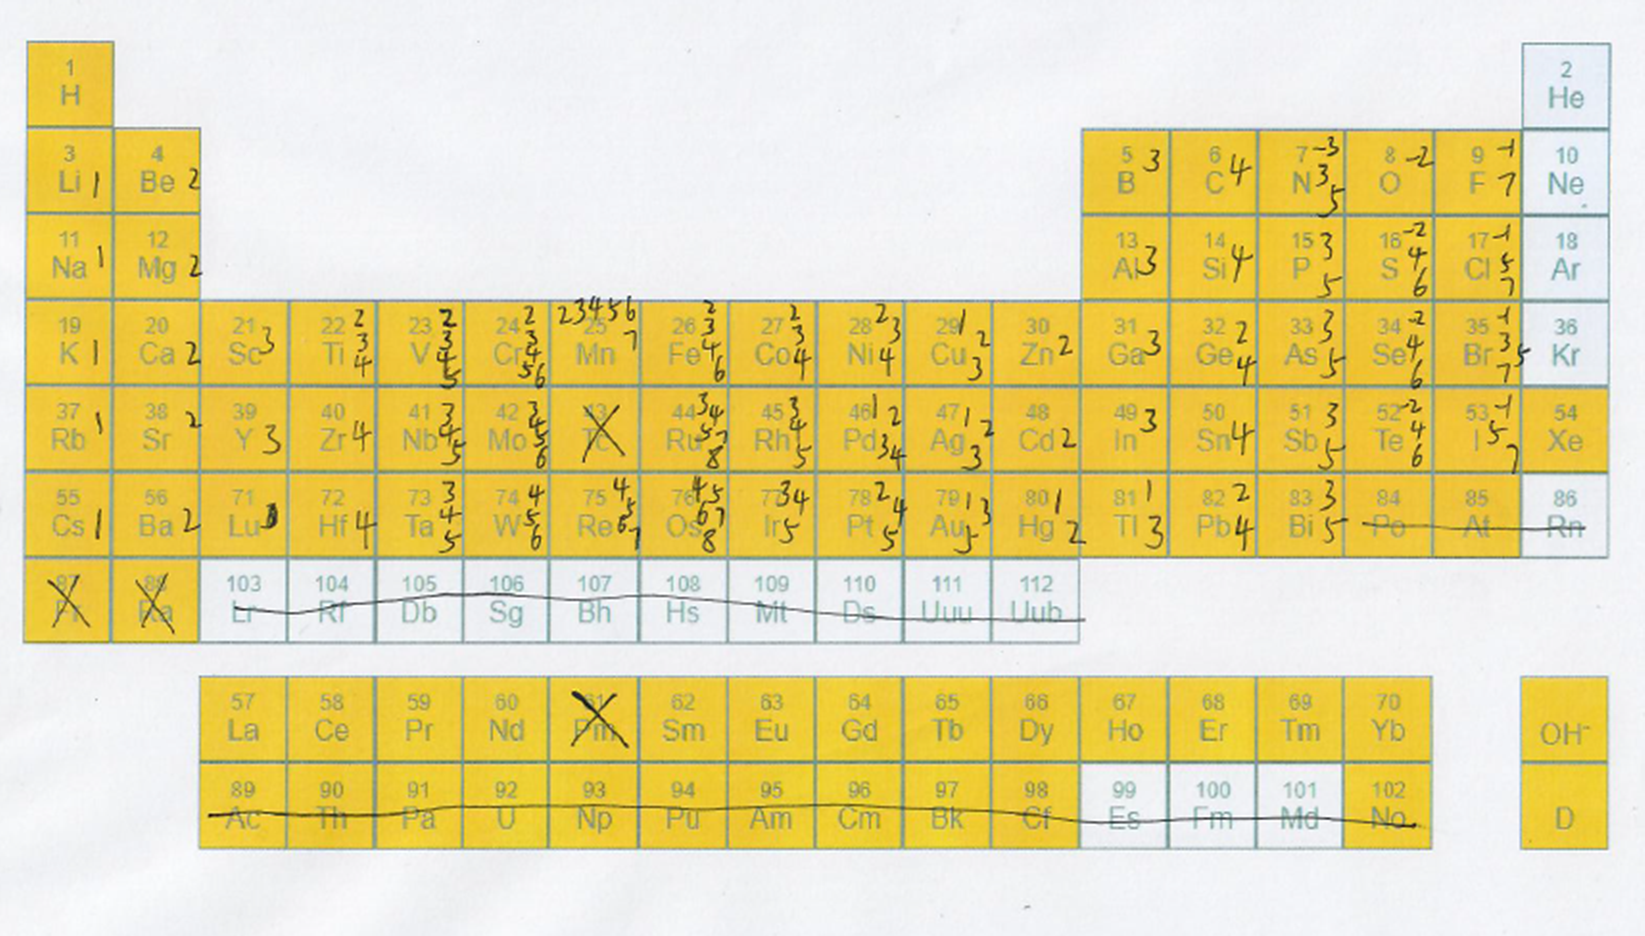 1 2
H He
3 4 5 3 6 7 -3 8 -2 9 -1 10
Li 1 Be 2 B C 4 N 3 5 O F 7 Ne
11 12 13 14 15 3 16 -2 17 -1 18
Na 1 Mg 2 Al 3 Si 4 P 5 S 4 6 Cl 5 7 Ar
19 20 21 22 2 23 2 24 2 2 3 4 5 6 25 26 2 27 2 28 2 3 29 1 30 31 32 2 33 3 34 -2 35 -1 36
K 1 Ca 2 Sc 3 Ti 3 4 V 3 4 5 Cr 3 4 5 6 Mn 7 Fe 3 4 6 Co 3 4 Ni 4 Cu 2 3 Zn 2 Ga 3 Ge 4 As 5 Se 4 6 Br 3 5 7 Kr
37 38 39 40 41 3 42 3 43 44 3 4 45 3 46 1 2 47 1 48 49 50 51 3 52 -2 53 -1 54
Rb 1 Sr 2 Y 3 Zr 4 Nb 4 5 Mo 4 5 6 Tc Ru 5 7 8 Rh 4 5 Pd 3 4 Ag 2 3 Cd 2 In 3 Sn 4 Sb 5 Te 4 6 I 5 7 Xe
55 56 71 72 73 3 74 4 75 4 76 4 5 77 3 4 78 2 79 1 3 80 1 81 1 82 2 83 3 84 85 86
Cs 1 Ba 2 Lu Hf 4 Ta 4 5 W 5 6 Re 5 6 7 Os 6 7 8 Ir 5 Pt 4 5 Au 5 Hg 2 Tl 3 Pb 4 Bi 5 Po At Rn
87 88 103 104 105 106 107 108 109 110 111 112
Fr Ra Lr Rf Db Sg Bh Hs Mt Ds Uuu Uub
57 58 59 60 61 62 63 64 65 66 67 68 69 70
La Ce Pr Nd Pm Sm Eu Gd Tb Dy Ho Er Tm Yb OH-
89 90 91 92 93 94 95 96 97 98 99 100 101 102
Ac Th Pa U Np Pu Am Cm Bk Cf Es Fm Md No D